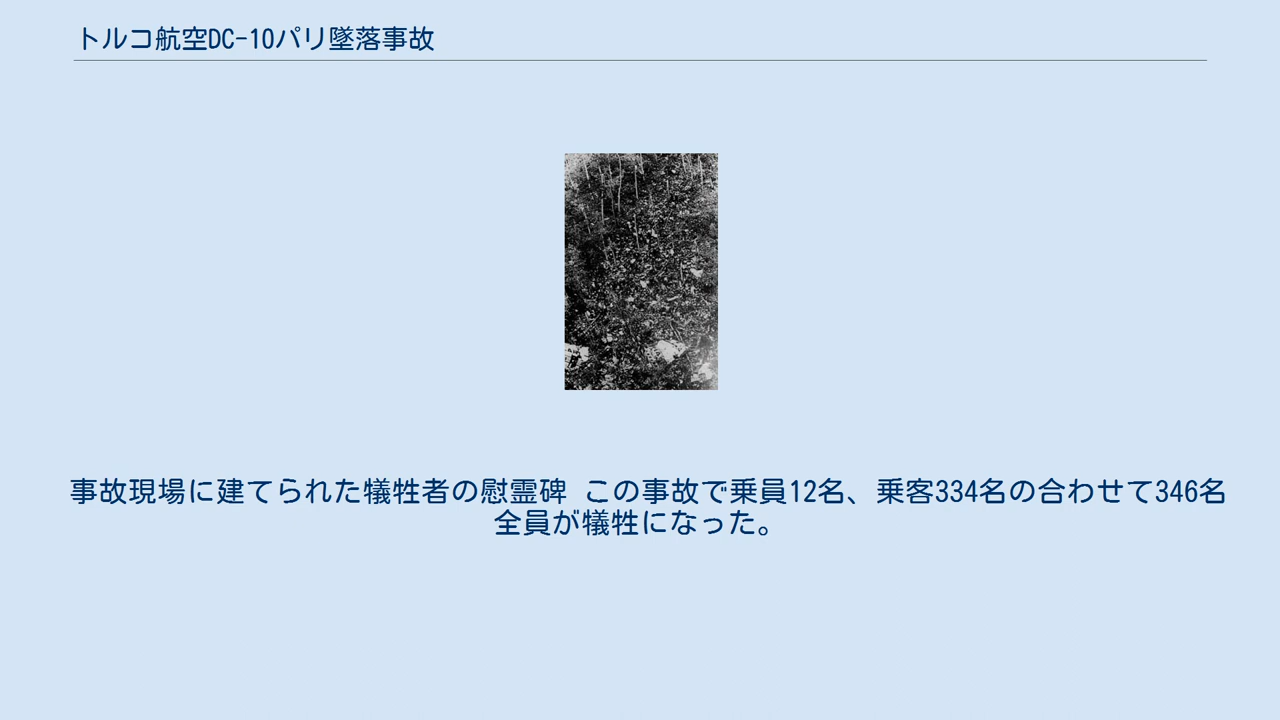 トルコ航空DC-10パリ墜落事故
事故現場に建てられた犠牲者の慰霊碑 この事故で乗員12名、乗客334名の合わせて346名
全員が犠牲になった。